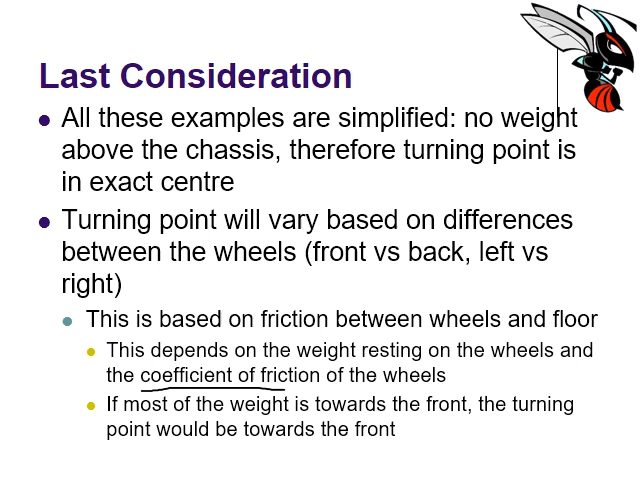 Last Consideration
All these examples are simplified: no weight
above the chassis, therefore turning point is
in exact centre
Turning point will vary based on differences
between the wheels (front vs back, left vs
right)
This is based on friction between wheels and floor
This depends on the weight resting on the wheels and
the coefficient of friction of the wheels
If most of the weight is towards the front, the turning
point would be towards the front